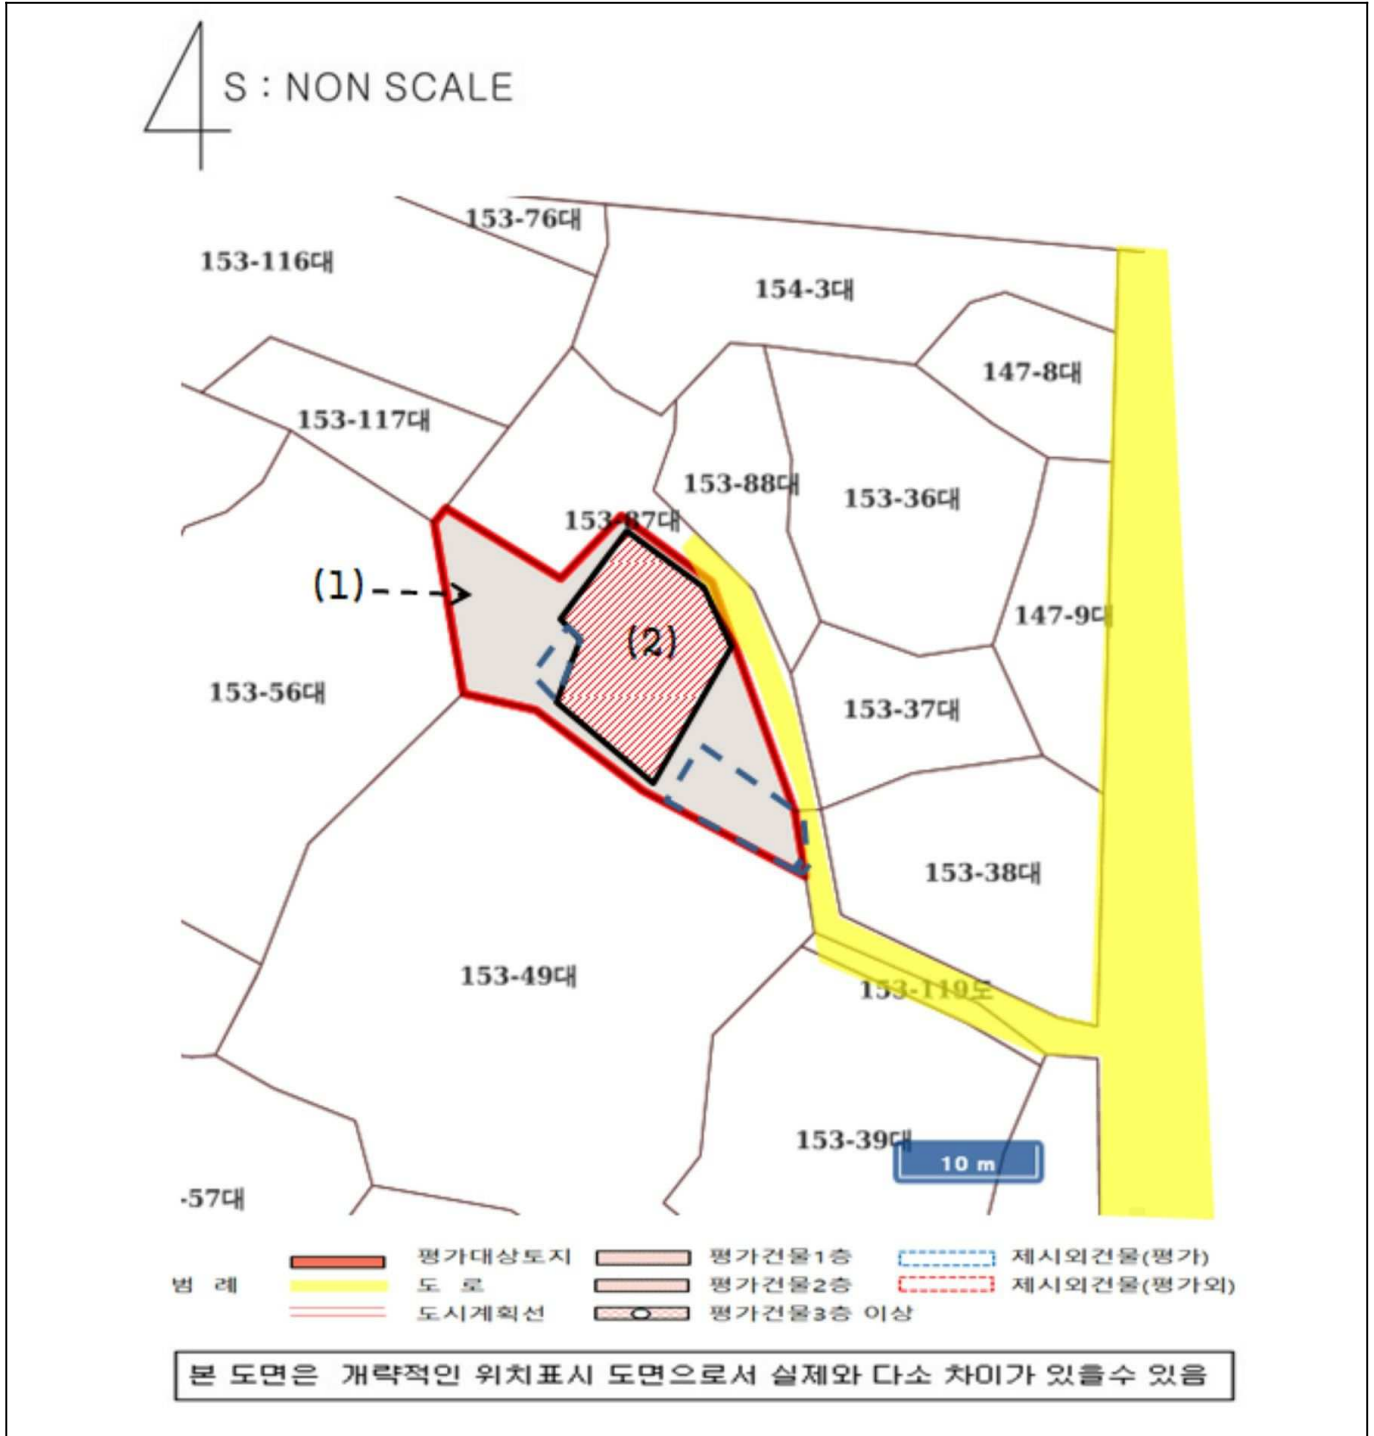 S : NON SCALE
153-76대
153-116대
154-3대
147-8대
153-117대
153-88대
153-36대
153-87대
(1)
147-9대
(2)
153-56대
153-37대
153-38대
153-49대
153-119도
153-39대
10 m
-57대
범 례
평가대상토지
평가건물1층
제시외건물(평가)
도 로
평가건물2층
제시외건물(평가외)
도시계획선
평가건물3층 이상
본 도면은 개략적인 위치표시 도면으로서 실제와 다소 차이가 있을수 있음